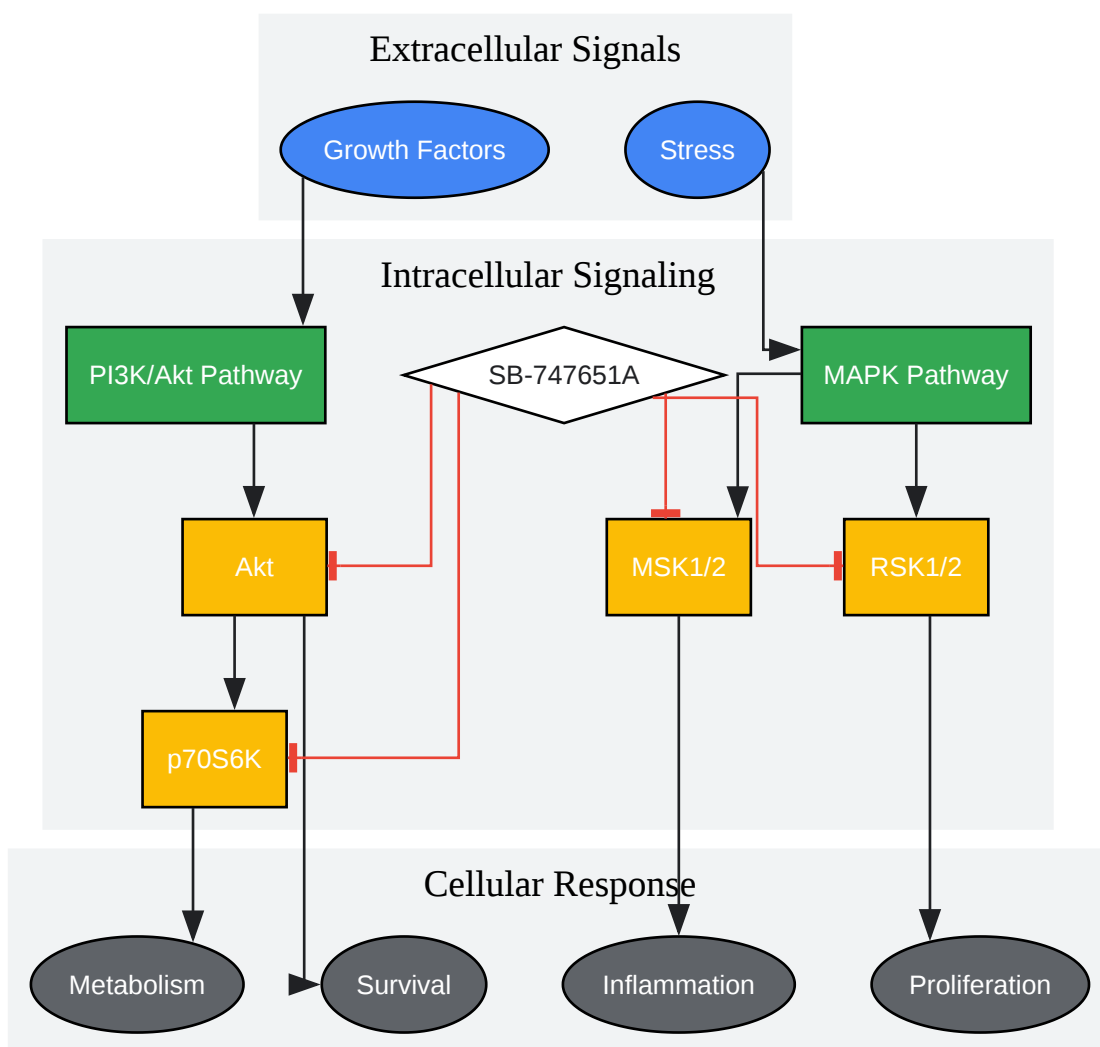 Extracellular Signals
Growth Factors
Stress
Intracellular Signaling
PI3K/Akt Pathway
SB-747651A
MAPK Pathway
Akt
MSK1/2
RSK1/2
p70S6K
Cellular Response
Metabolism
Survival
Inflammation
Proliferation